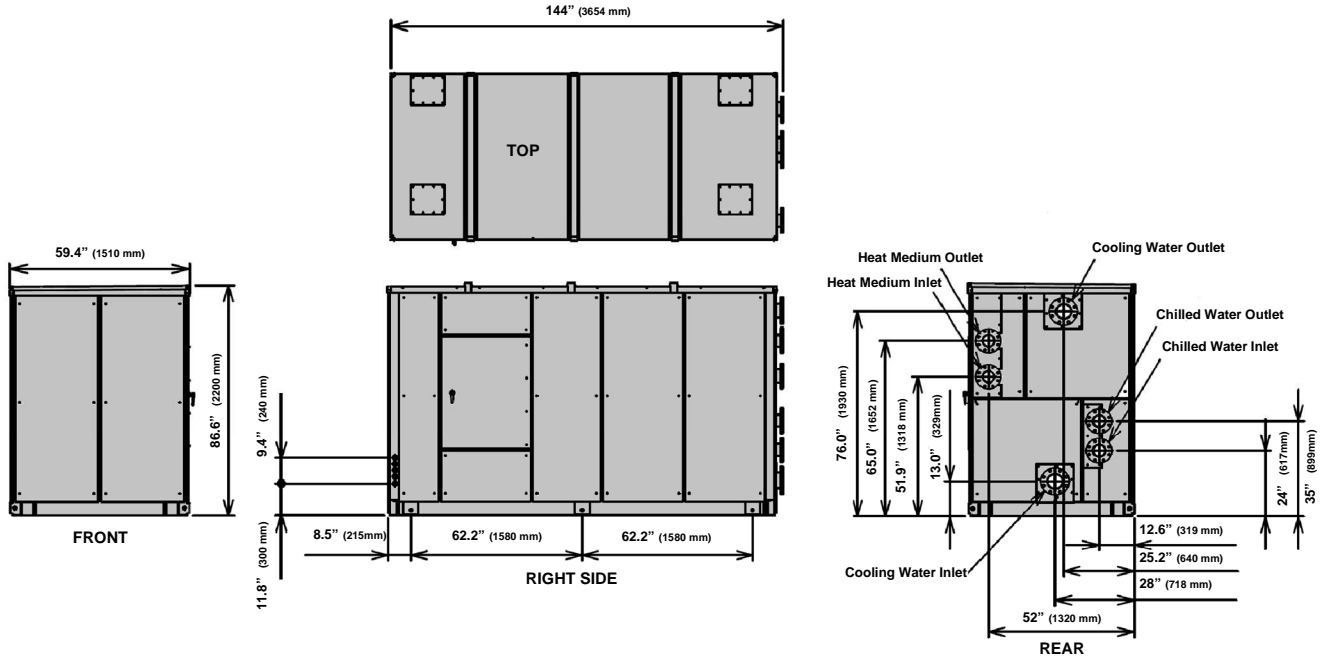 144” (3654 mm)
TOP
59.4” (1510 mm)
86.6” (2200 mm)
FRONT
9.4” (240 mm)
11.8” (300 mm)
8.5” (215mm)
62.2” (1580 mm)
62.2” (1580 mm)
RIGHT SIDE
Cooling Water Outlet
Heat Medium Outlet
Heat Medium Inlet
Chilled Water Outlet
Chilled Water Inlet
76.0” (1930 mm)
65.0” (1652 mm)
51.9” (1318 mm)
13.0” (329mm)
24” (617mm)
35” (899mm)
12.6” (319 mm)
25.2” (640 mm)
28” (718 mm)
Cooling Water Inlet
52” (1320 mm)
REAR